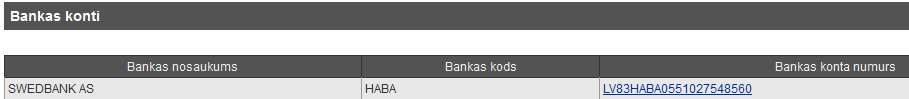 Bankas konti
Bankas nosaukums Bankas kods Bankas konta numurs
SWEDBANK AS HABA LV83HABA0551027548560